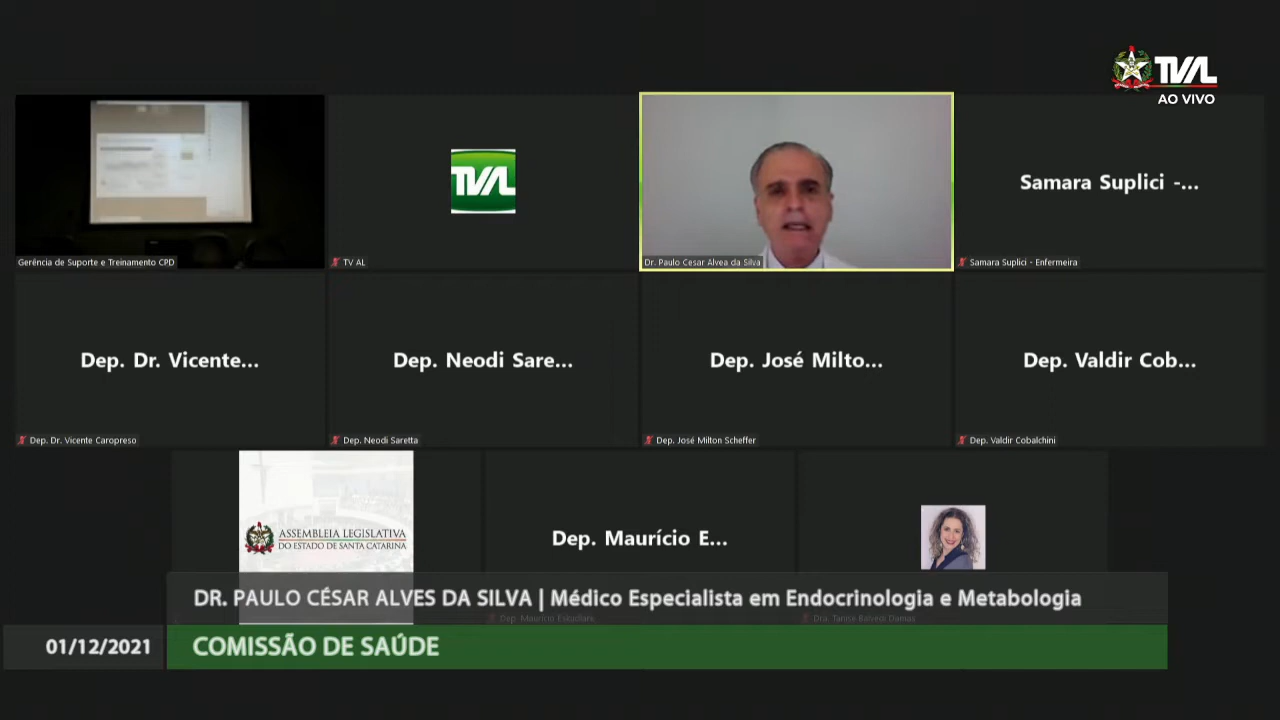 TVAL
AO VIVO
TVAL
Samara Suplici -...
Gerência de Suporte e Treinamento CPD
TV AL
Dr. Paulo Cesar Alvea da Silva
Samara Suplici - Enfermeira
Dep. Dr. Vicente...
Dep. Neodi Sare...
Dep. José Milto...
Dep. Valdir Cob...
Dep. Dr. Vicente Caropreso
Dep. Neodi Saretta
Dep. José Milton Scheffer
Dep. Valdir Cobalchini
ASSEMBLEIA LEGISLATIVA
DO ESTADO DE SANTA CATARINA
Dep. Maurício E...
DR. PAULO CÉSAR ALVES DA SILVA | Médico Especialista em Endocrinologia e Metabologia
Dep. Maurício Eskudlark
01/12/2021
COMISSÃO DE SAÚDE